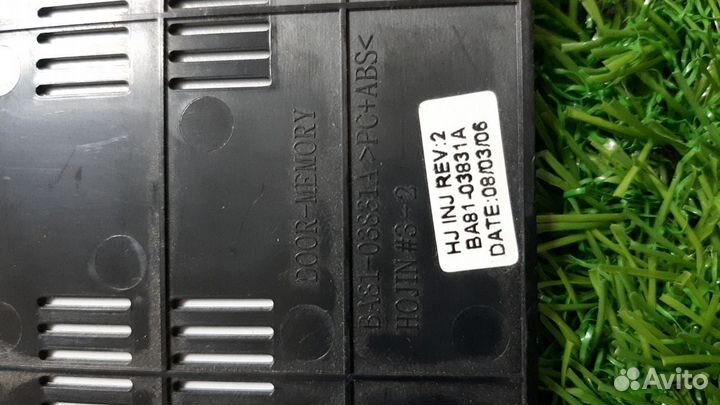 DOOR-MEMORY
BA81-03831A >PC+ABS<
HOJIN #3-2
HJ INJ REV:2
BA81-03831A
DATE:08/03/06
Avito